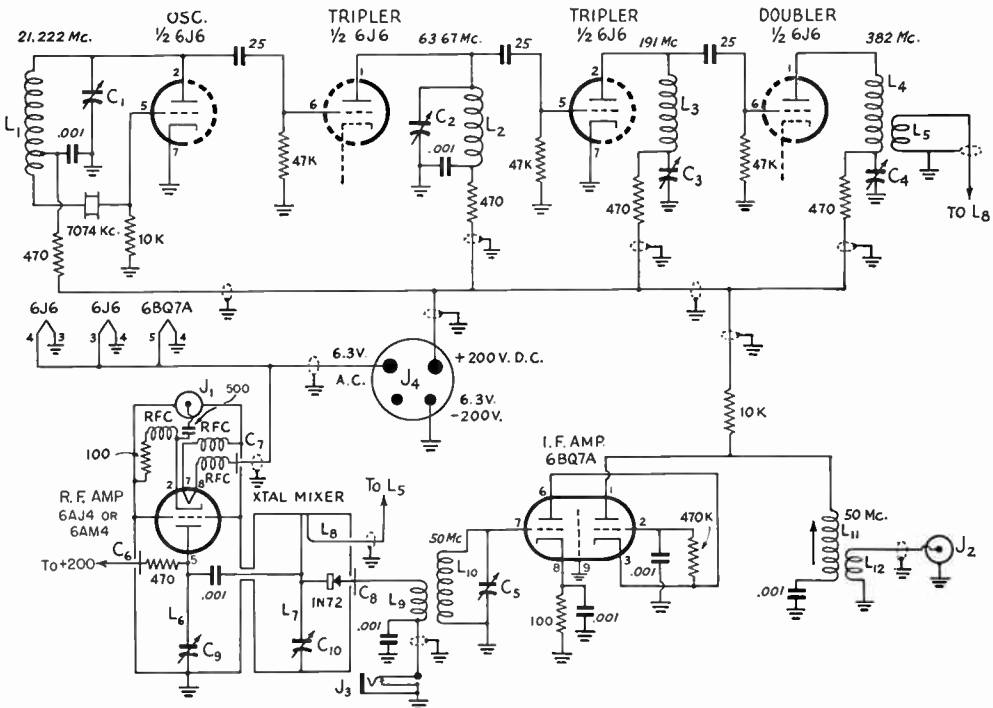 OSC.
½ 6J6
TRIPLER
½ 6J6
TRIPLER
½ 6J6
DOUBLER
½ 6J6
21.222 Mc.
63 67 Mc.
191 Mc
382 Mc.
25
25
25
2
1
2
1
L1
C1
5
6
C2
L2
5
L3
6
L4
L5
.001
7
47K
.001
47K
7
C3
47K
C4
7074 Kc.
10K
470
470
470
470
TO L8
6J6
6J6
6BQ7A
4
3
3
4
5
4
6.3V.
A.C.
J4
+200V. D.C.
6.3V.
-200V.
J1
500
RFC
RFC
C7
100
RFC
2
7
8
10K
I.F. AMP.
6BQ7A
R.F. AMP
6AJ4 OR
6AM4
XTAL MIXER
To L5
6
1
L8
50 Mc
7
2
470K
50 Mc.
L11
J2
C6
To+200
470
5
L10
C5
8
9
3
.001
L12
.001
1N72
C8
L9
100
.001
.001
L6
L7
.001
C9
C10
J3